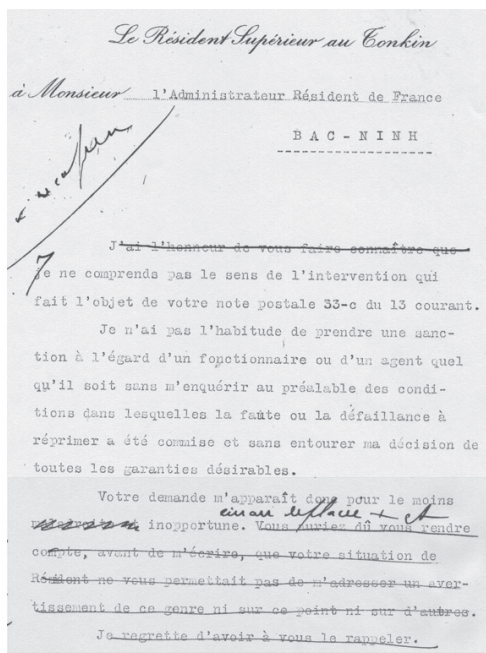 Le Résident Supérieur au Tonkin
à Monsieur l'Administrateur Résident de France
BAC-NINH
J'ai l'honneur de vous faire connaître que
je ne comprends pas le sens de l'intervention qui
fait l'objet de votre note postale 33-c du 13 courant.
Je n'ai pas l'habitude de prendre une sanc-
tion à l'égard d'un fonctionnaire ou d'un agent quel
qu'il soit sans m'enquérir au préalable des condi-
tions dans lesquelles la faute ou la défaillance à
réprimer a été commise et sans entourer ma décision de
toutes les garanties désirables.
Votre demande m'apparaît donc pour le moins
inopportune. Vous auriez dû vous rendre
compte, avant de m'écrire, que votre situation de
Résident ne vous permettait pas de m'adresser un aver-
tissement de ce genre ni sur ce point ni sur d'autres.
Je regrette d'avoir à vous le rappeler.